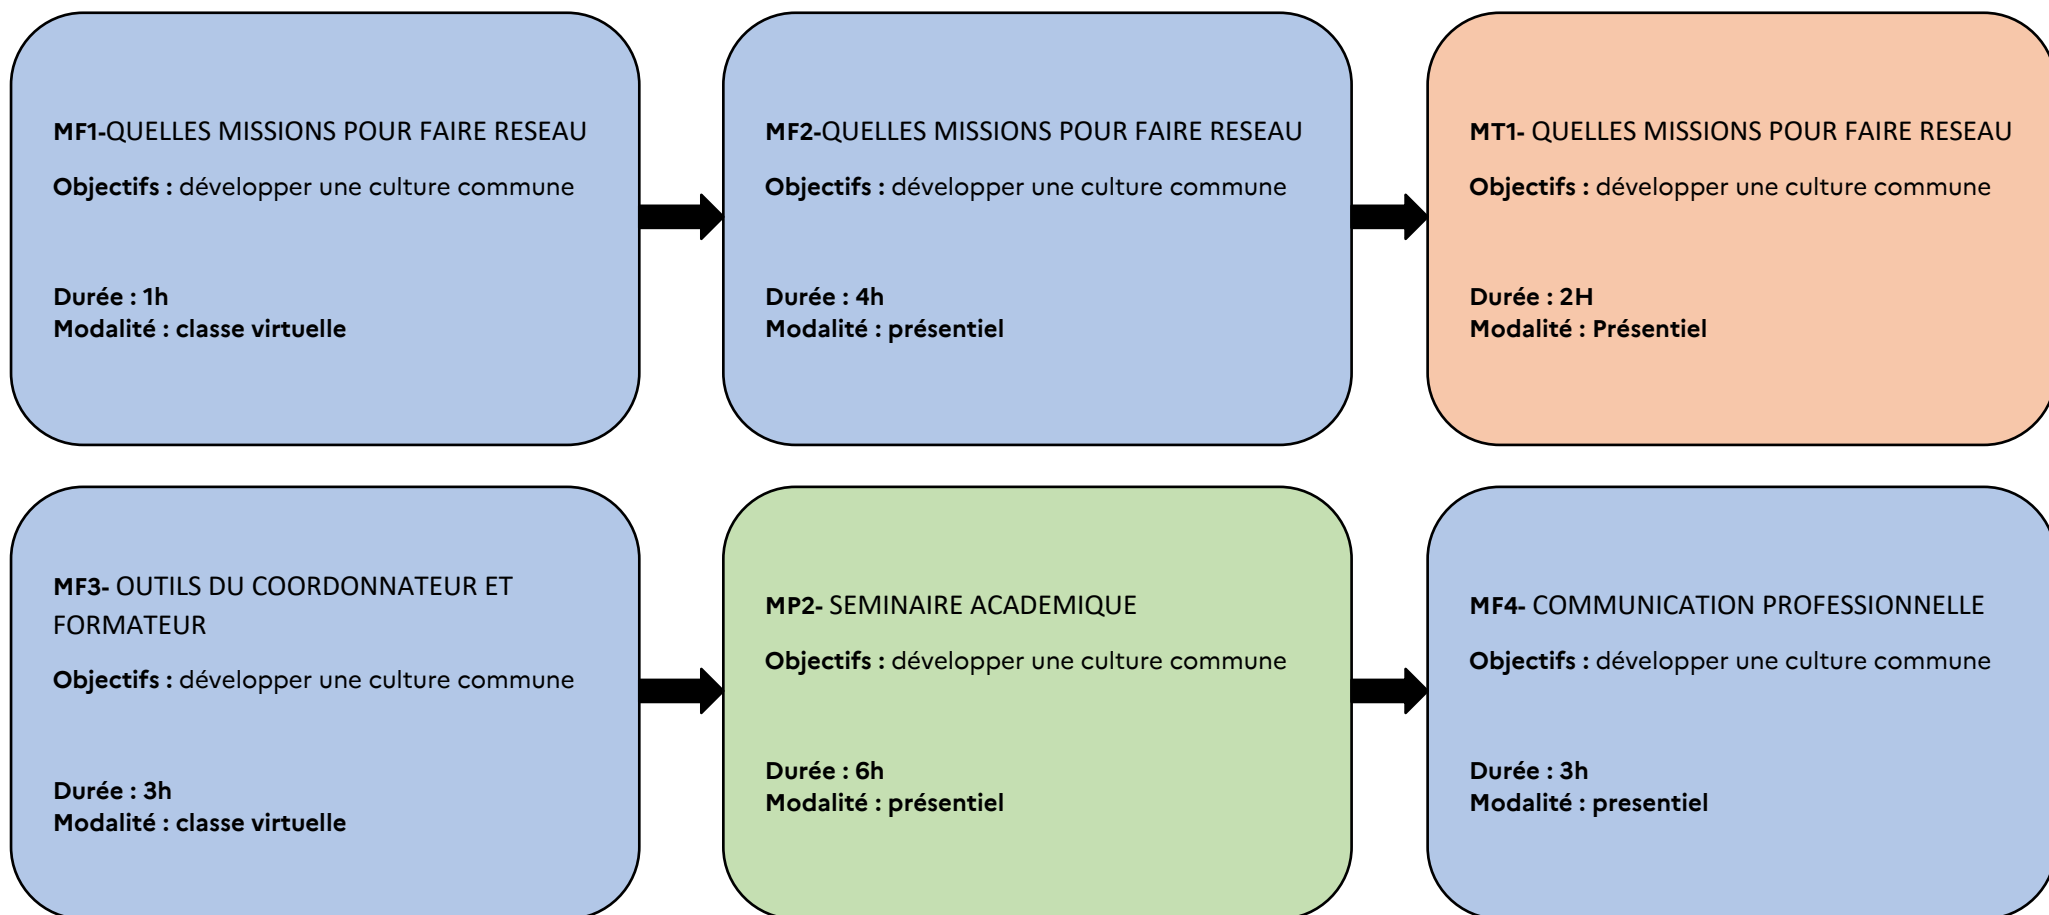 MF1-QUELLES MISSIONS POUR FAIRE RESEAU
Objectifs : développer une culture commune
Durée : 1h
Modalité : classe virtuelle
MF2-QUELLES MISSIONS POUR FAIRE RESEAU
Objectifs : développer une culture commune
Durée : 4h
Modalité : présentiel
MT1- QUELLES MISSIONS POUR FAIRE RESEAU
Objectifs : développer une culture commune
Durée : 2H
Modalité : Présentiel
MF3- OUTILS DU COORDONNATEUR ET
FORMATEUR
Objectifs : développer une culture commune
Durée : 3h
Modalité : classe virtuelle
MP2- SEMINAIRE ACADEMIQUE
Objectifs : développer une culture commune
Durée : 6h
Modalité : présentiel
MF4- COMMUNICATION PROFESSIONNELLE
Objectifs : développer une culture commune
Durée : 3h
Modalité : presentiel